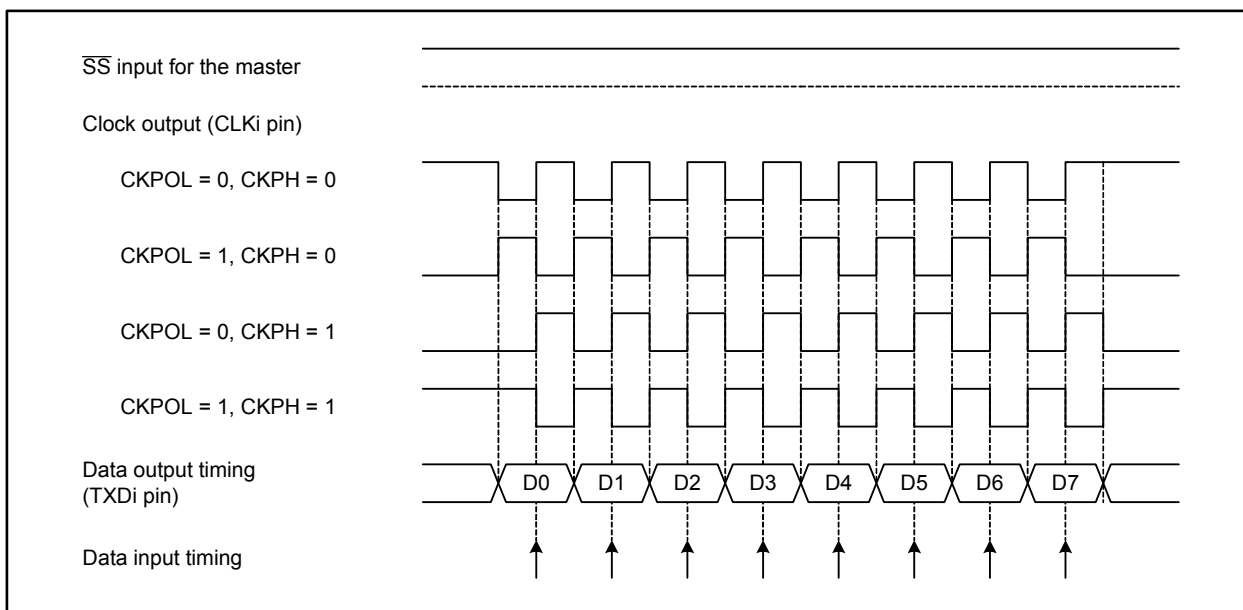 SS input for the master
Clock output (CLKi pin)
CKPOL = 0, CKPH = 0
CKPOL = 1, CKPH = 0
CKPOL = 0, CKPH = 1
CKPOL = 1, CKPH = 1
Data output timing
(TXDi pin)
D0 D1 D2 D3 D4 D5 D6 D7
Data input timing